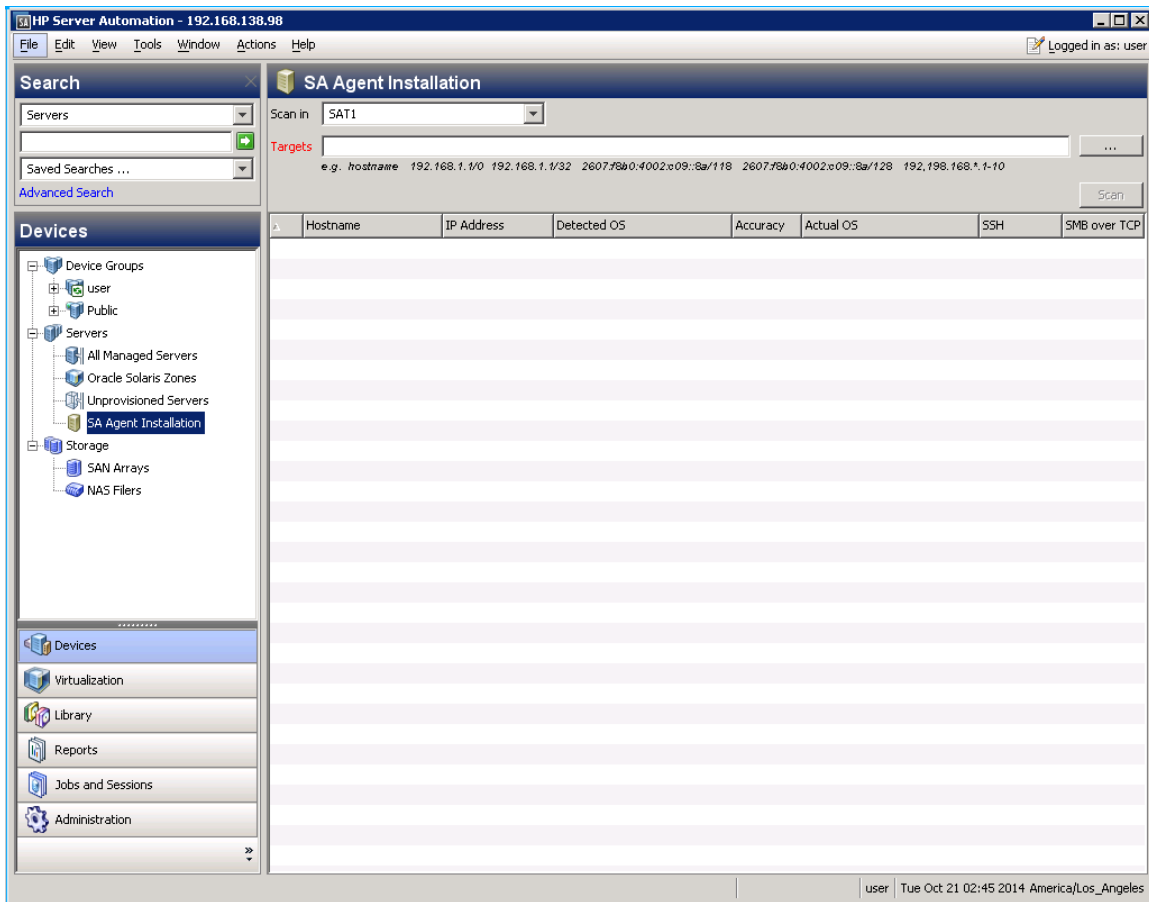 SA HP Server Automation - 192.168.138.98
File Edit View Tools Window Actions Help Logged in as: user
Search
Servers
Saved Searches ...
Advanced Search
Devices
Device Groups
user
Public
Servers
All Managed Servers
Oracle Solaris Zones
Unprovisioned Servers
SA Agent Installation
Storage
SAN Arrays
NAS Filers
Devices
Virtualization
Library
Reports
Jobs and Sessions
Administration
»
SA Agent Installation
Scan in SAT1
Targets ...
e.g. hostname 192.168.1.1/0 192.168.1.1/32 2607:f8b0:4002:c09::8a/118 2607:f8b0:4002:c09::8a/128 192,198.168.*.1-10
Scan
Hostname IP Address Detected OS Accuracy Actual OS SSH SMB over TCP
user Tue Oct 21 02:45 2014 America/Los_Angeles